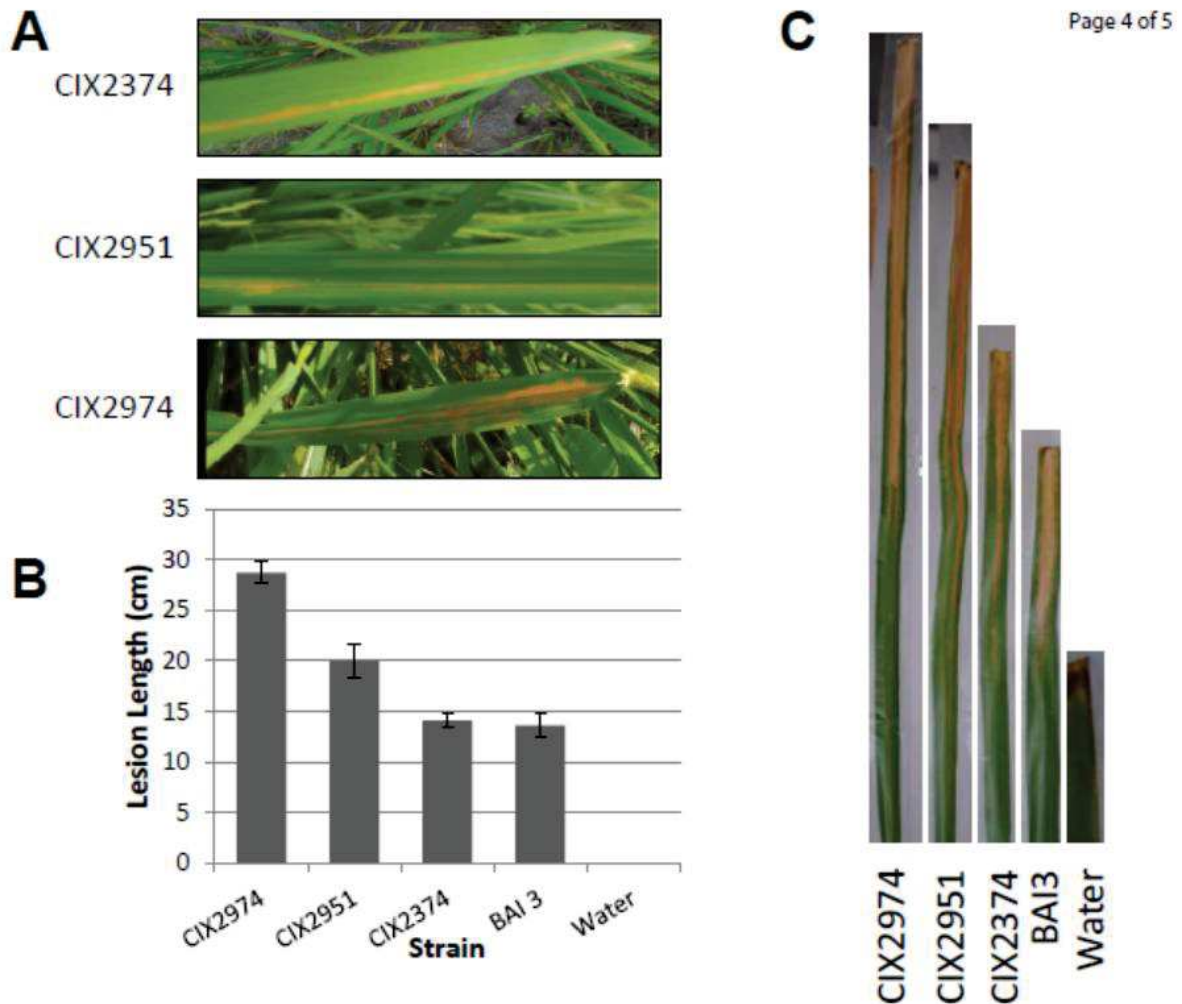 A
CIX2374
CIX2951
CIX2974
B
Lesion Length (cm)
35
30
25
20
15
10
5
0
CIX2974
CIX2951
CIX2374
BAI 3
Water
Strain
Page 4 of 5
C
CIX2974
CIX2951
CIX2374
BAI3
Water